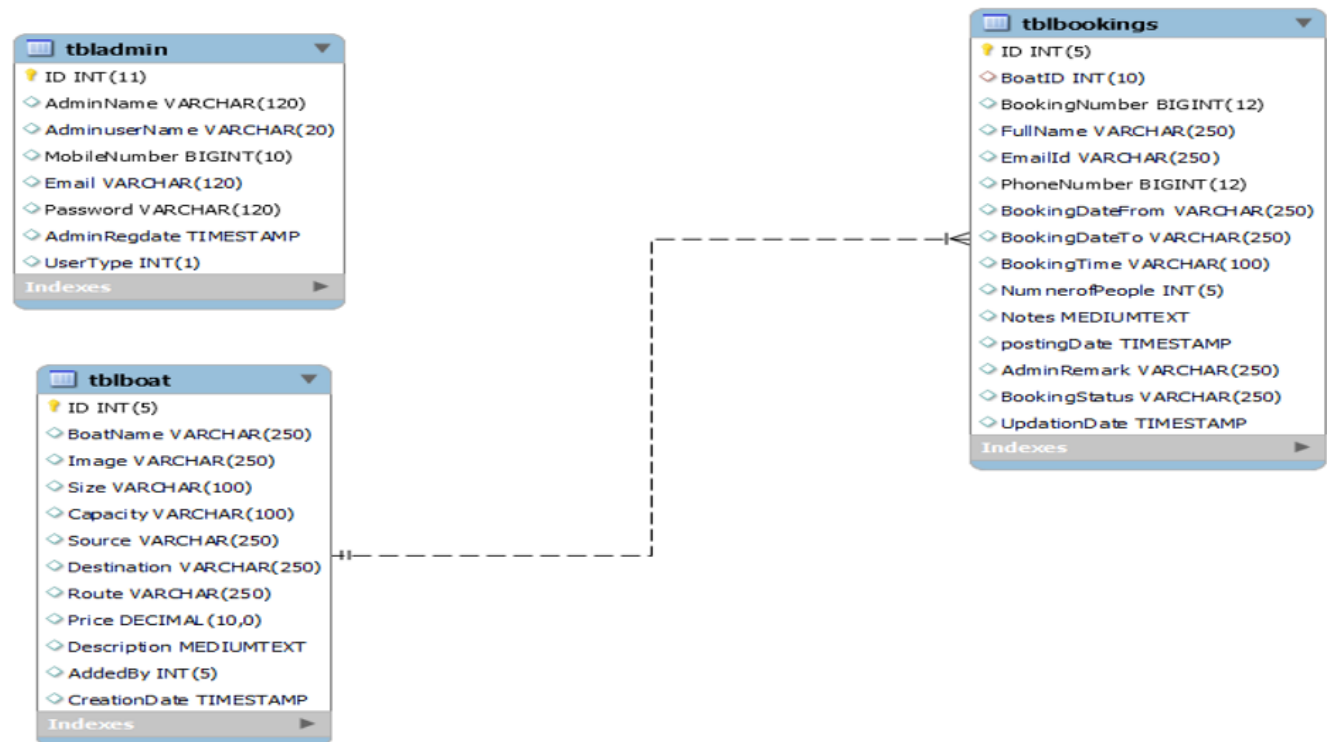 tbladmin
ID INT(11)
AdminName VARCHAR(120)
AdminuserName VARCHAR(20)
MobileNumber BIGINT(10)
Email VARCHAR(120)
Password VARCHAR(120)
AdminRegdate TIMESTAMP
UserType INT(1)
Indexes
tblboat
ID INT(5)
BoatName VARCHAR(250)
Image VARCHAR(250)
Size VARCHAR(100)
Capacity VARCHAR(100)
Source VARCHAR(250)
Destination VARCHAR(250)
Route VARCHAR(250)
Price DECIMAL(10,0)
Description MEDIUMTEXT
AddedBy INT(5)
CreationDate TIMESTAMP
Indexes
tblbookings
ID INT(5)
BoatID INT(10)
BookingNumber BIGINT(12)
FullName VARCHAR(250)
EmailId VARCHAR(250)
PhoneNumber BIGINT(12)
BookingDateFrom VARCHAR(250)
BookingDateTo VARCHAR(250)
BookingTime VARCHAR(100)
NumnerofPeople INT(5)
Notes MEDIUMTEXT
postingDate TIMESTAMP
AdminRemark VARCHAR(250)
BookingStatus VARCHAR(250)
UpdationDate TIMESTAMP
Indexes